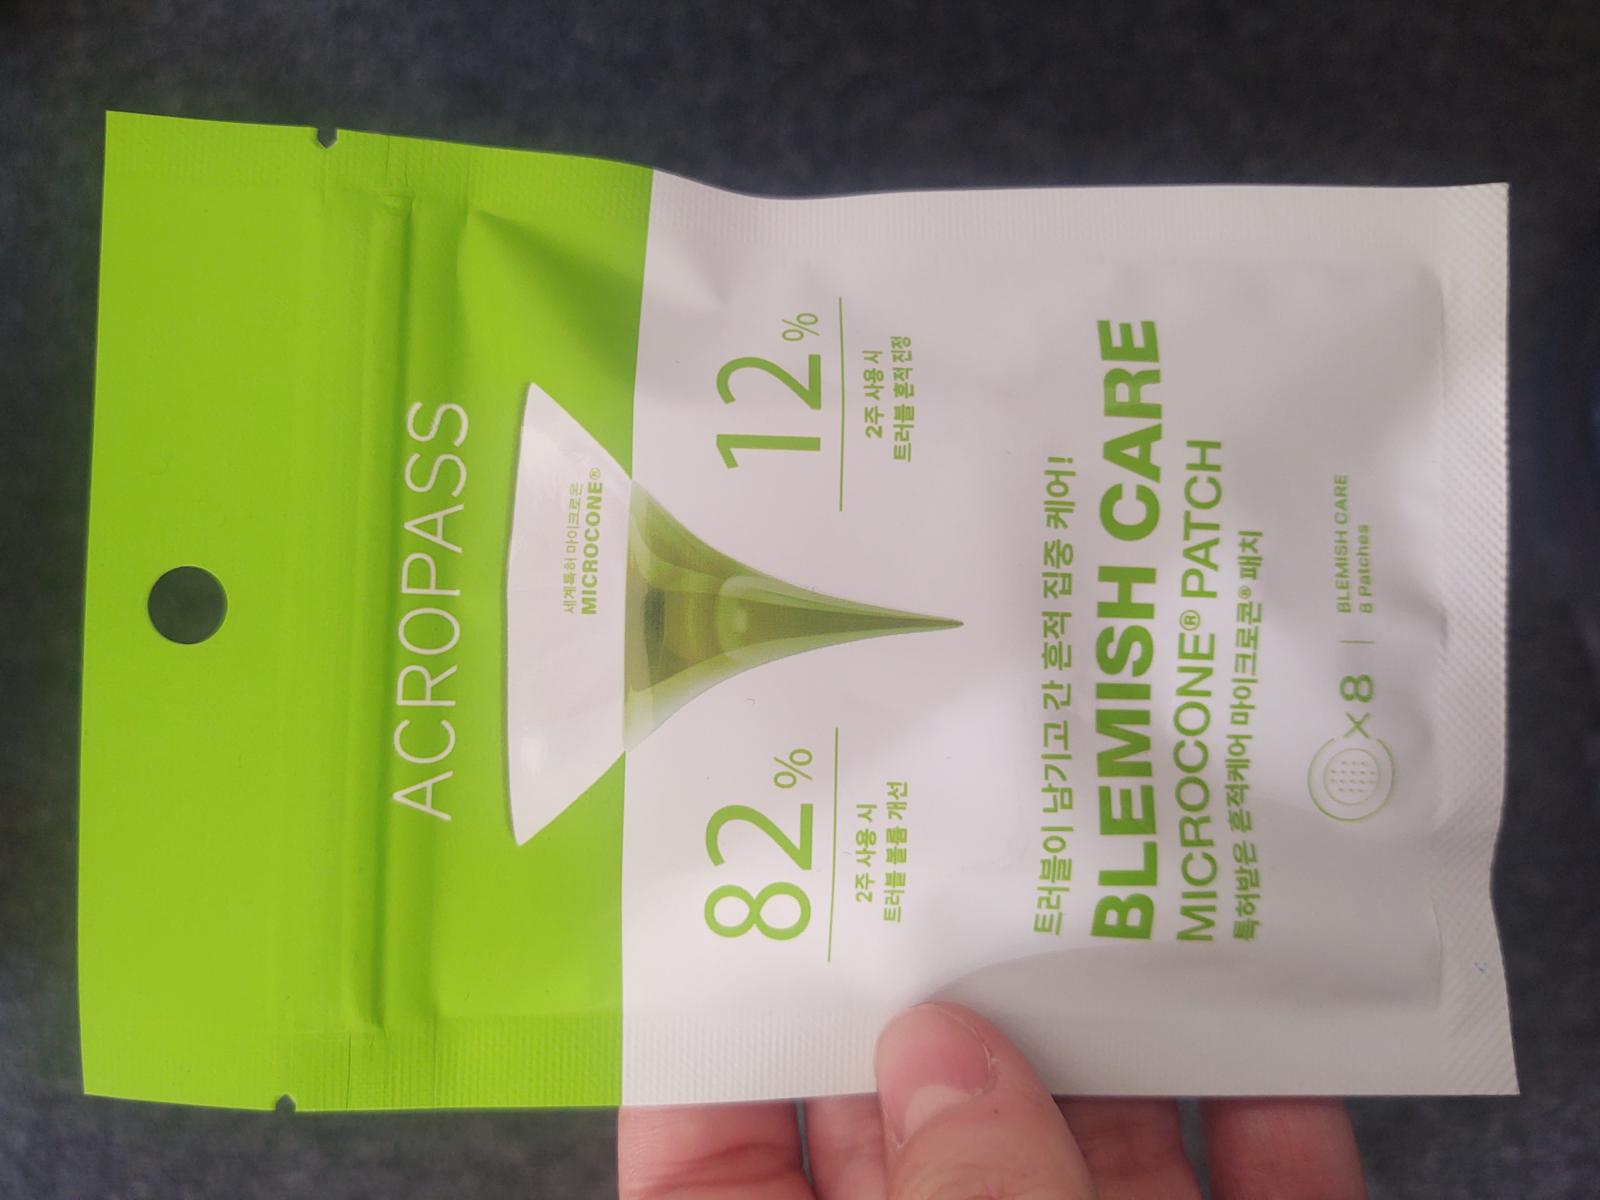 ACROPASS
세계특허 마이크로콘
MICROCONE®
82%
2주 사용 시
트러블 볼륨 개선
12%
2주 사용 시
트러블 흔적 진정
트러블이 남기고 간 흔적 집중 케어!
BLEMISH CARE
MICROCONE® PATCH
특허받은 흔적케어 마이크로콘® 패치
×8
BLEMISH CARE
8 Patches